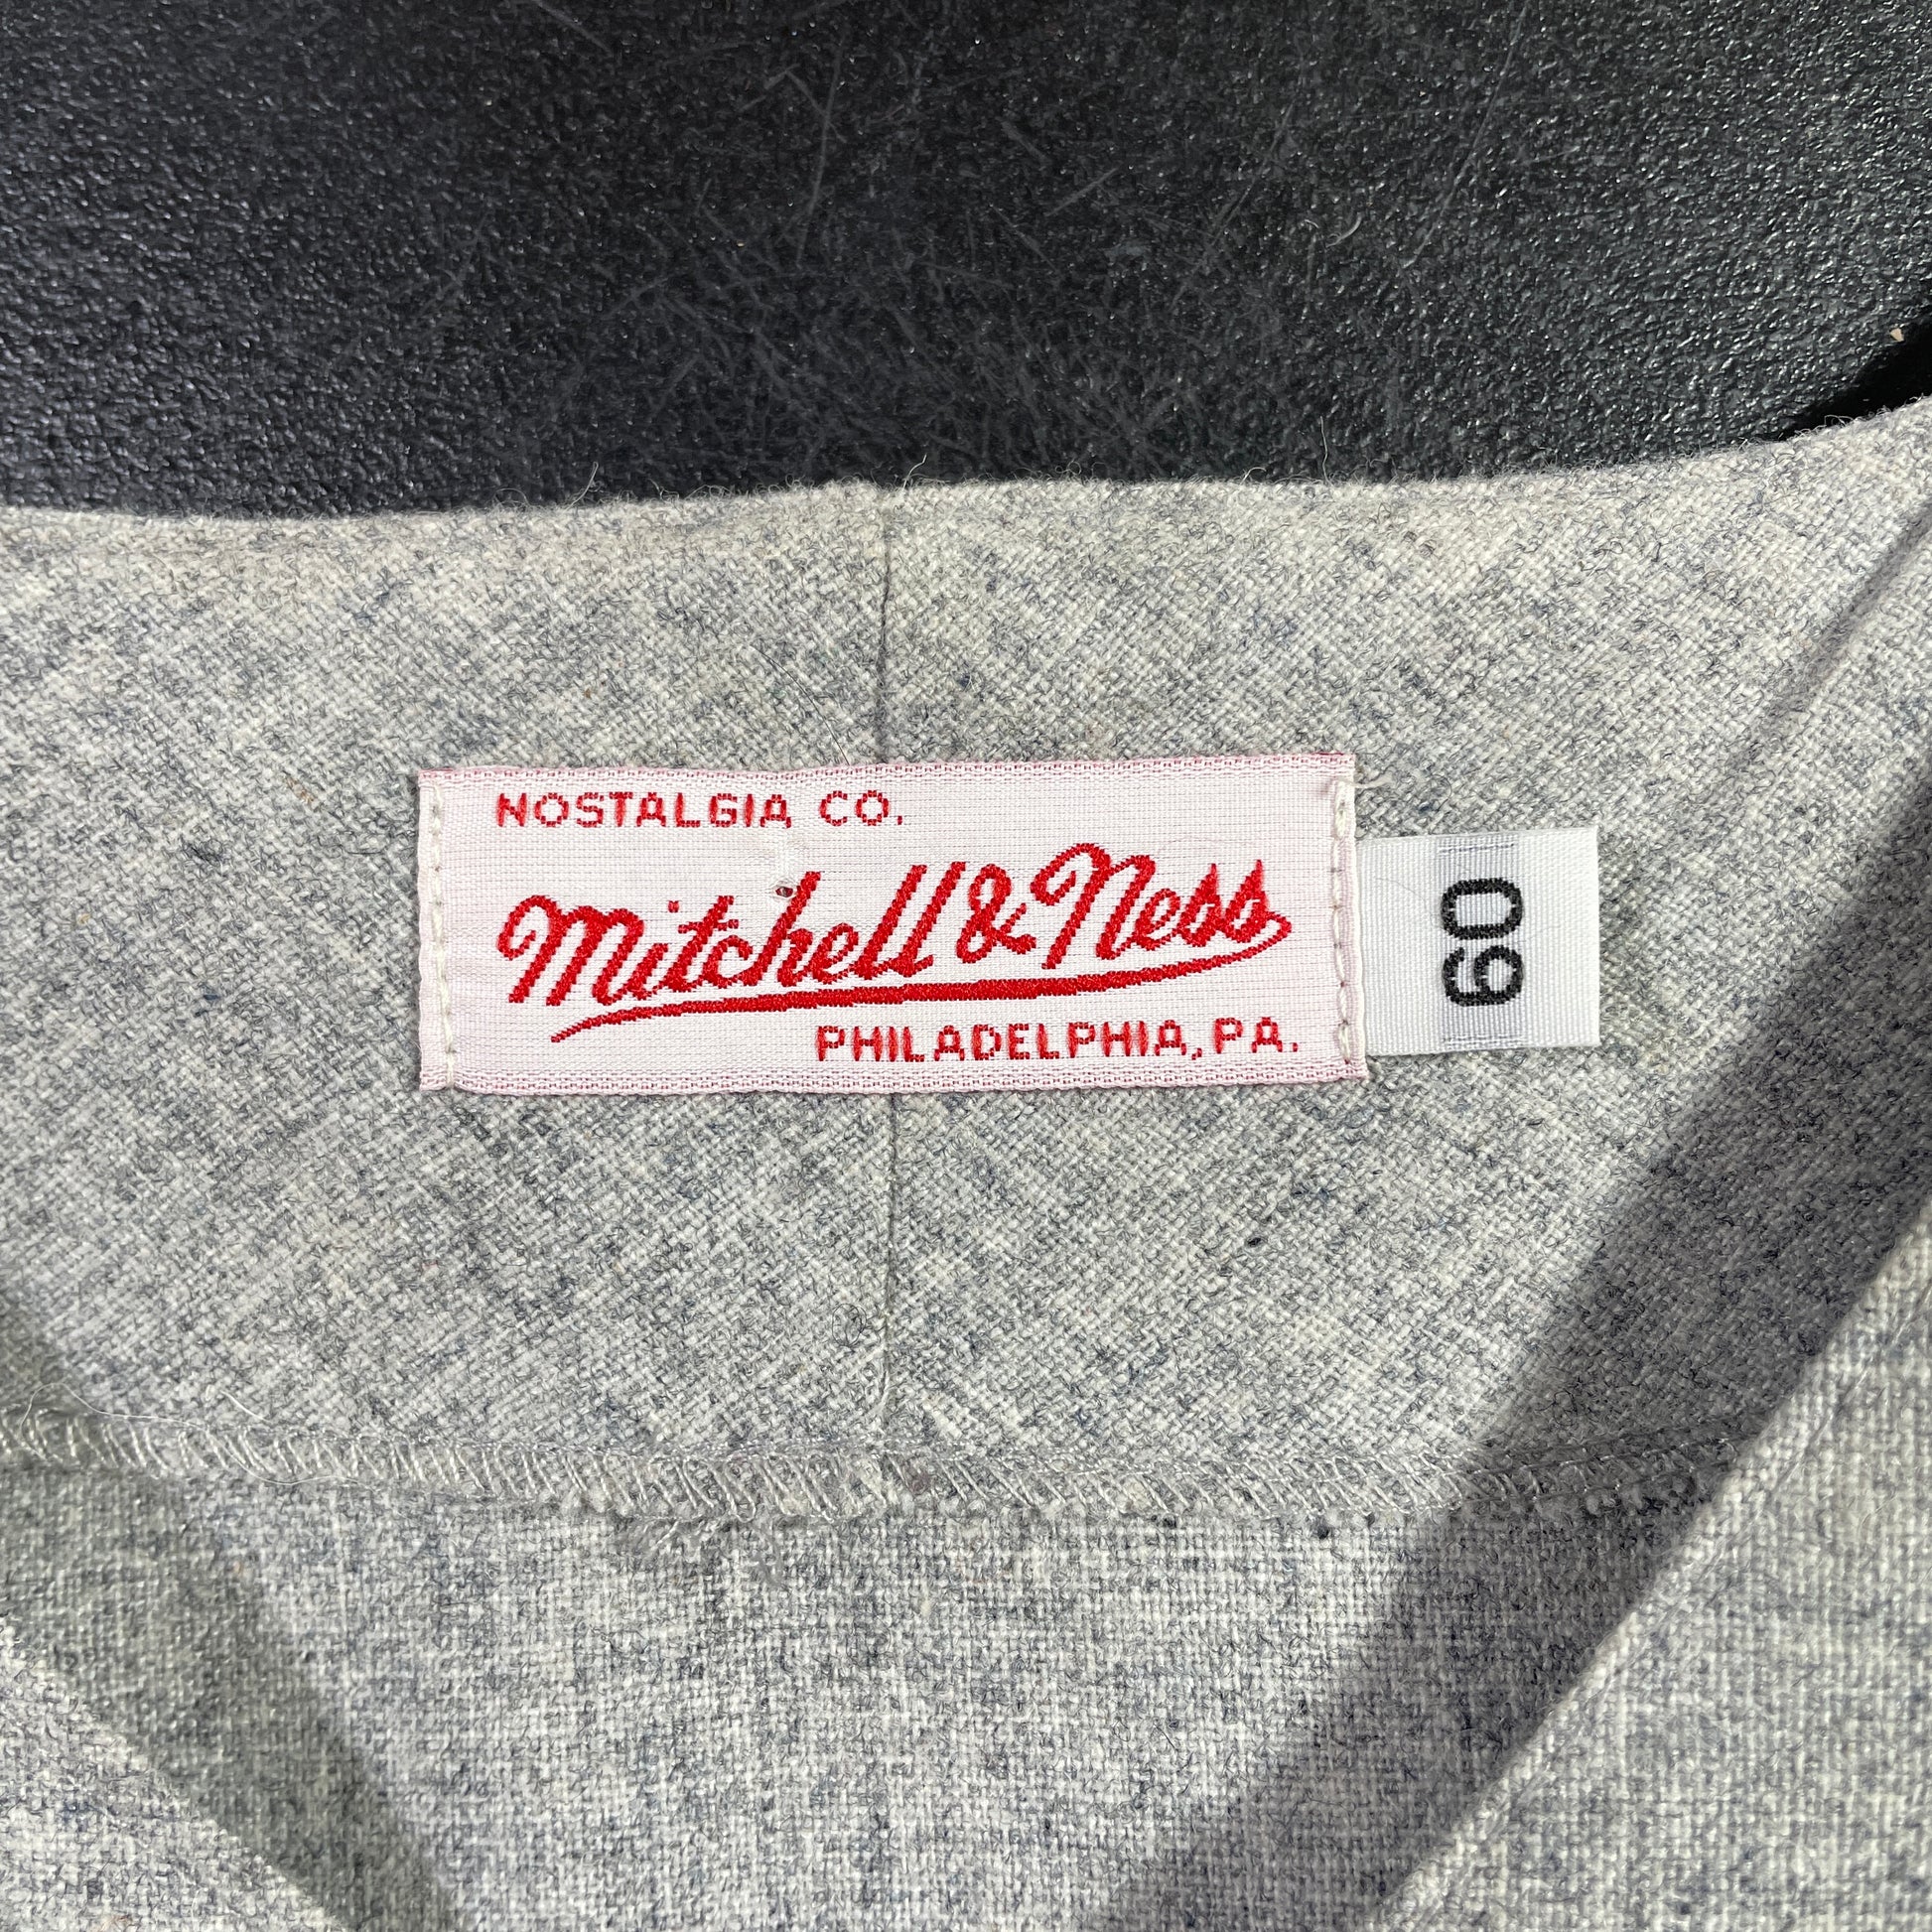 NOSTALGIA CO.
Mitchell & Ness
PHILADELPHIA, PA.
60